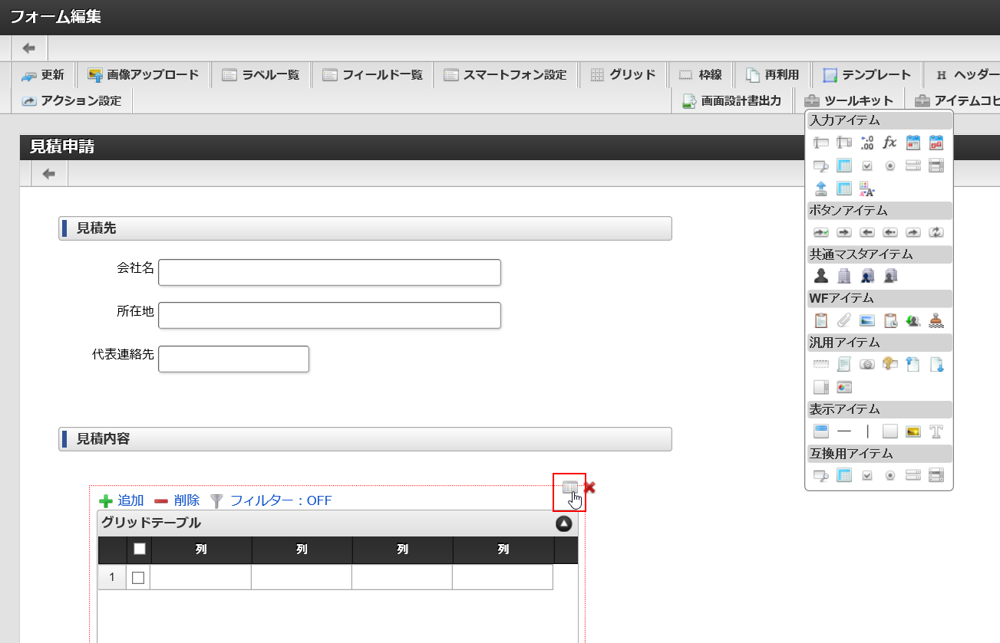 フォーム編集
更新 画像アップロード ラベル一覧 フィールド一覧 スマートフォン設定 グリッド 枠線 再利用 テンプレート H ヘッダー
アクション設定 画面設計書出力 ツールキット アイテムコピ
入力アイテム
ボタンアイテム
共通マスタアイテム
WFアイテム
汎用アイテム
表示アイテム
互換用アイテム
見積申請
見積先
会社名
所在地
代表連絡先
見積内容
追加 削除 フィルター：OFF
グリッドテーブル
列 列 列 列
1